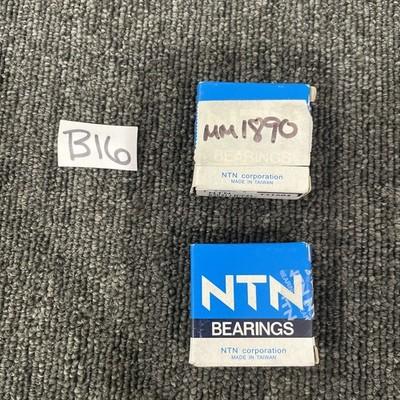 B16
MM1890
BEARINGS
NTN corporation
MADE IN TAIWAN
NTN
BEARINGS
NTN corporation
MADE IN TAIWAN